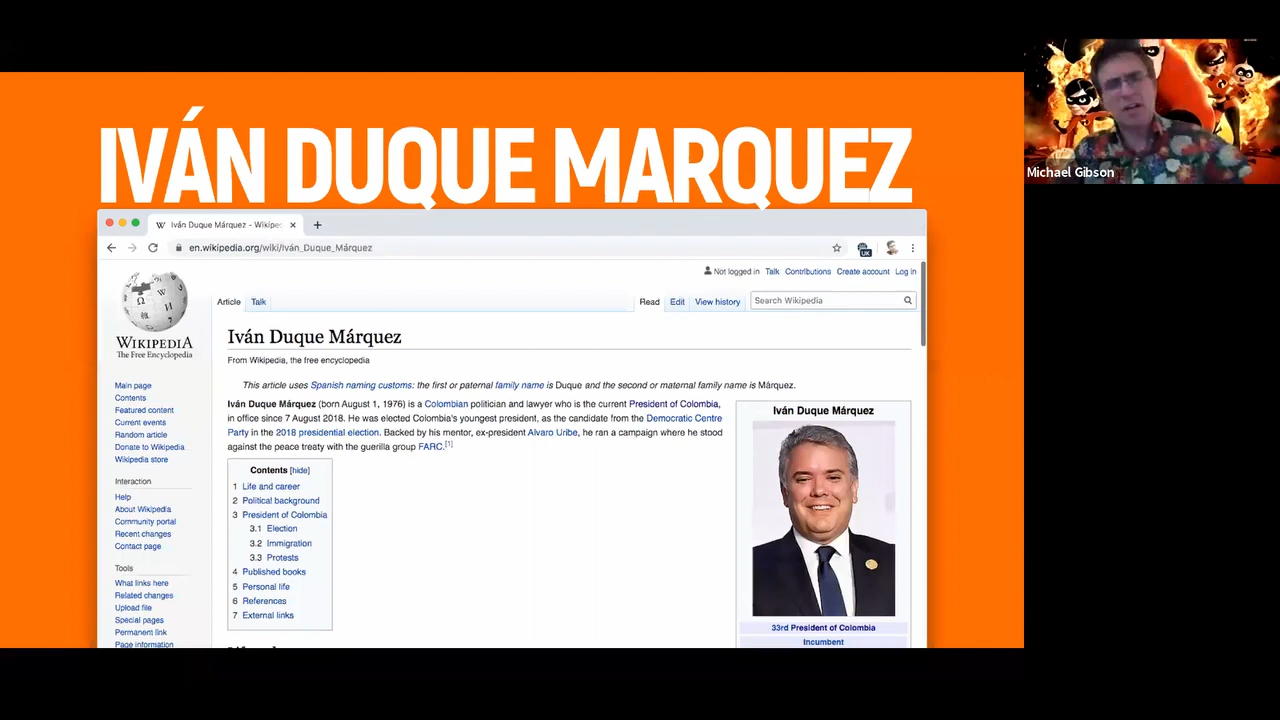 IVÁN DUQUE MARQUEZ
Michael Gibson
Iván Duque Márquez - Wikipe
en.wikipedia.org/wiki/Iván_Duque_Márquez
UK
Not logged in Talk Contributions Create account Log in
Article Talk Read Edit View history Search Wikipedia
WIKIPEDIA
The Free Encyclopedia
Main page
Contents
Featured content
Current events
Random article
Donate to Wikipedia
Wikipedia store
Interaction
Help
About Wikipedia
Community portal
Recent changes
Contact page
Tools
What links here
Related changes
Upload file
Special pages
Permanent link
Page information
Iván Duque Márquez
From Wikipedia, the free encyclopedia
This article uses Spanish naming customs: the first or paternal family name is Duque and the second or maternal family name is Márquez.
Iván Duque Márquez (born August 1, 1976) is a Colombian politician and lawyer who is the current President of Colombia,
in office since 7 August 2018. He was elected Colombia's youngest president, as the candidate from the Democratic Centre
Party in the 2018 presidential election. Backed by his mentor, ex-president Alvaro Uribe, he ran a campaign where he stood
against the peace treaty with the guerilla group FARC.[1]
Contents [hide]
1 Life and career
2 Political background
3 President of Colombia
3.1 Election
3.2 Immigration
3.3 Protests
4 Published books
5 Personal life
6 References
7 External links
Iván Duque Márquez
33rd President of Colombia
Incumbent